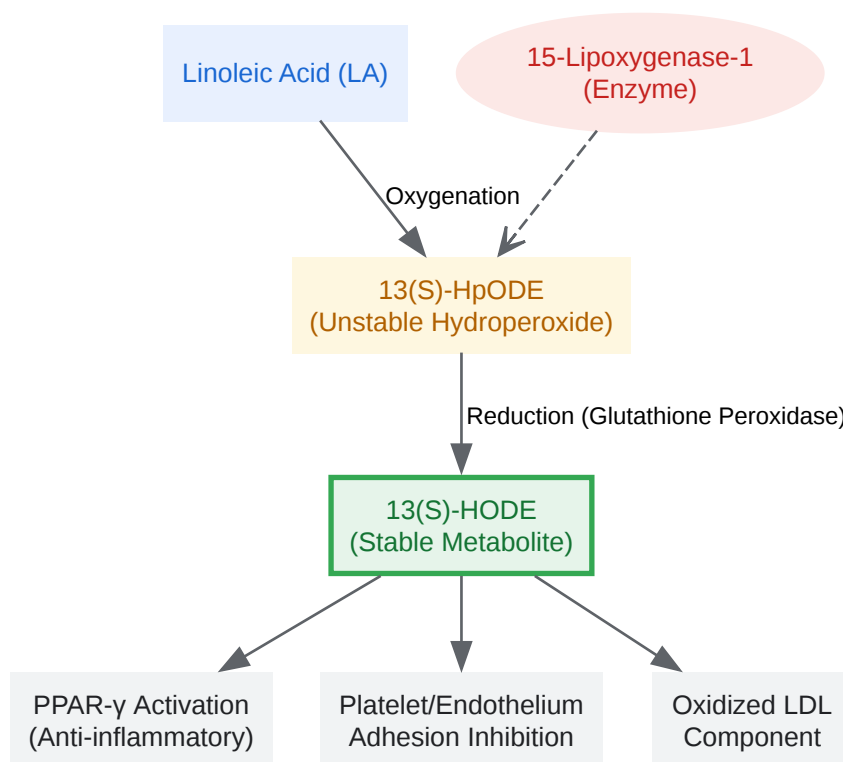 Linoleic Acid (LA)
15-Lipoxygenase-1
(Enzyme)
Oxygenation
13(S)-HpODE
(Unstable Hydroperoxide)
Reduction (Glutathione Peroxidase)
13(S)-HODE
(Stable Metabolite)
PPAR-γ Activation
(Anti-inflammatory)
Platelet/Endothelium
Adhesion Inhibition
Oxidized LDL
Component